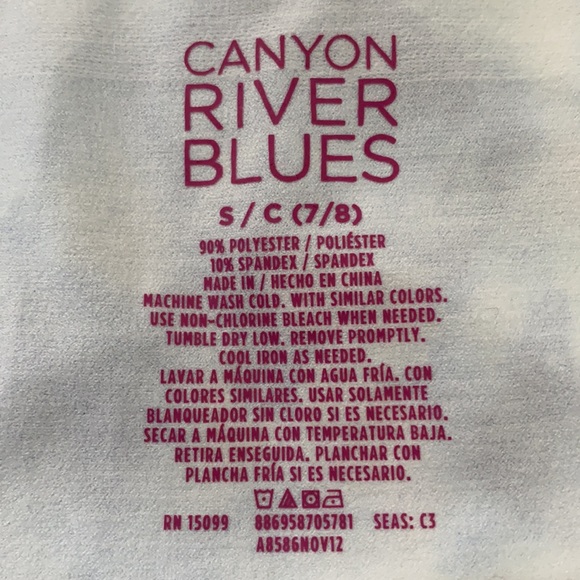 CANYON
RIVER
BLUES
S / C (7/8)
90% POLYESTER / POLIÉSTER
10% SPANDEX / SPANDEX
MADE IN / HECHO EN CHINA
MACHINE WASH COLD. WITH SIMILAR COLORS.
USE NON-CHLORINE BLEACH WHEN NEEDED.
TUMBLE DRY LOW. REMOVE PROMPTLY.
COOL IRON AS NEEDED.
LAVAR A MÁQUINA CON AGUA FRÍA. CON
COLORES SIMILARES. USAR SOLAMENTE
BLANQUEADOR SIN CLORO SI ES NECESARIO.
SECAR A MÁQUINA CON TEMPERATURA BAJA.
RETIRA ENSEGUIDA. PLANCHAR CON
PLANCHA FRÍA SI ES NECESARIO.
RN 15099 886958705781 SEAS: C3
A8586NOV12